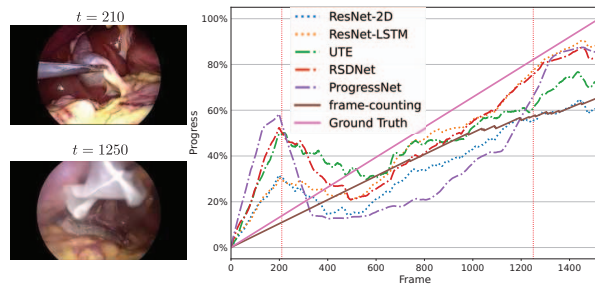 t = 210
t = 1250
100%
80%
60%
40%
20%
0%
Progress
ResNet-2D
ResNet-LSTM
UTE
RSDNet
ProgressNet
frame-counting
Ground Truth
0 200 400 600 800 1000 1200 1400
Frame